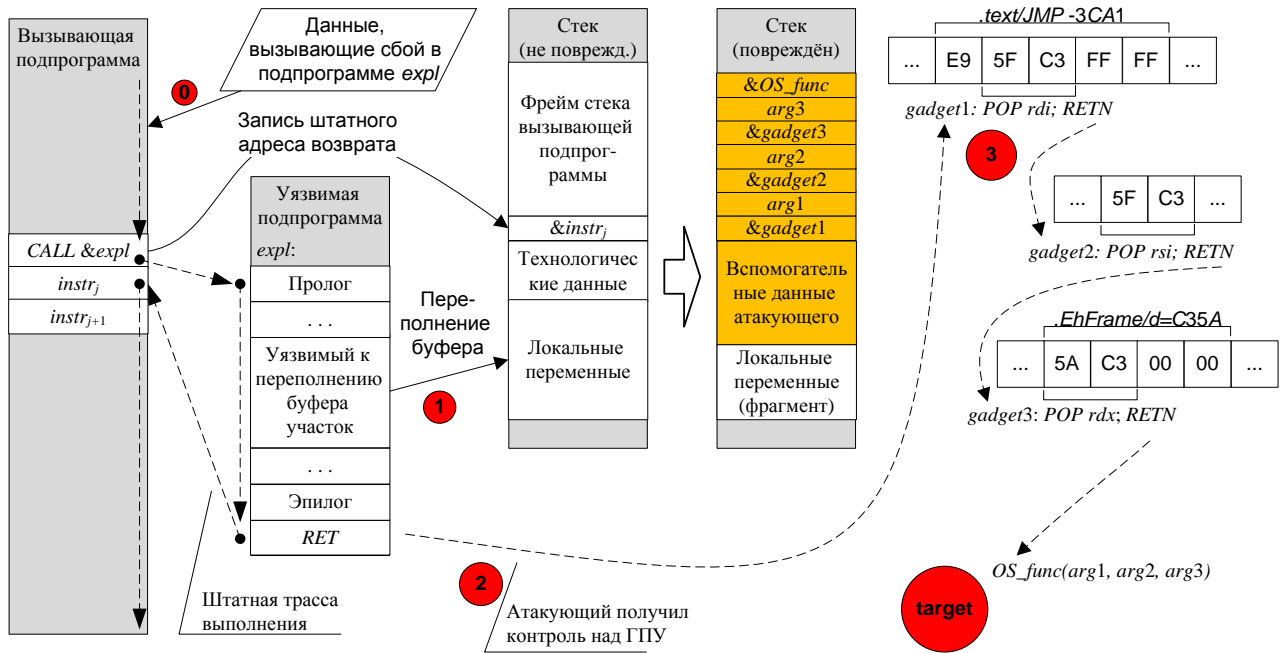 Вызывающая
подпрограмма
CALL &expl
instrj
instrj+1
0
Данные,
вызывающие сбой в
подпрограмме expl
Запись штатного
адреса возврата
Уязвимая
подпрограмма
expl:
Пролог
. . .
Уязвимый к
переполнению
буфера
участок
. . .
Эпилог
RET
Штатная трасса
выполнения
Пере-
полнение
буфера
1
Стек
(не поврежд.)
Фрейм стека
вызывающей
подпрог-
раммы
&instrj
Технологичес
кие данные
Локальные
переменные
Стек
(повреждён)
&OS_func
arg3
&gadget3
arg2
&gadget2
arg1
&gadget1
Вспомогатель
ные данные
атакующего
Локальные
переменные
(фрагмент)
2
Атакующий получил
контроль над ГПУ
.text/JMP -3CA1
... E9 5F C3 FF FF ...
gadget1: POP rdi; RETN
3
... 5F C3 ...
gadget2: POP rsi; RETN
.EhFrame/d=C35A
... 5A C3 00 00 ...
gadget3: POP rdx; RETN
OS_func(arg1, arg2, arg3)
target